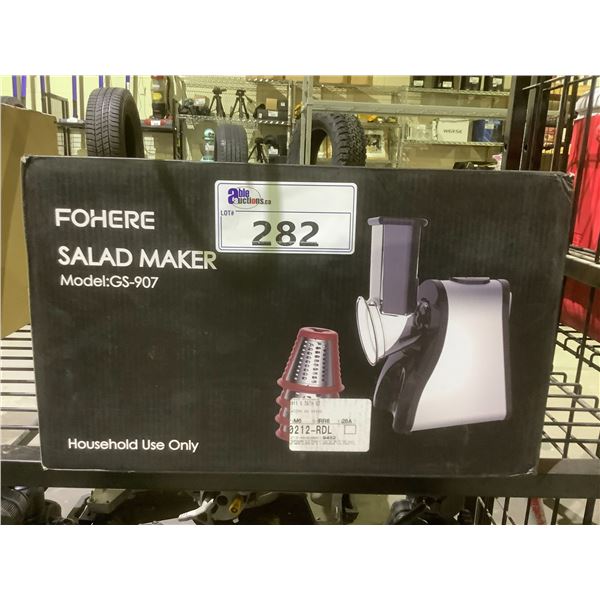 able
auctions.ca
LOT#
282
FOHERE
SALAD MAKER
Model:GS-907
0212-RDL
Household Use Only